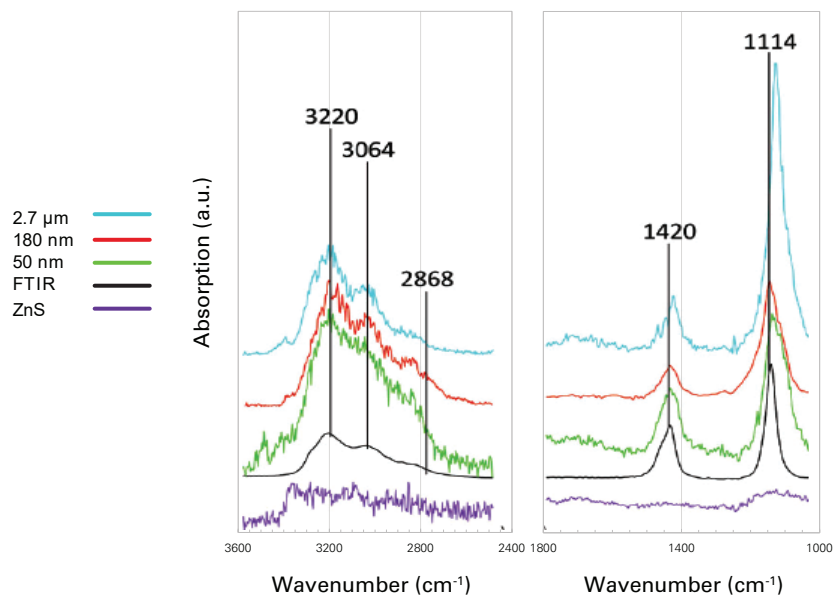 2.7 µm
180 nm
50 nm
FTIR
ZnS
Absorption (a.u.)
3220
3064
2868
3600
3200
2800
2400
Wavenumber (cm⁻¹)
1114
1420
1800
1400
1000
Wavenumber (cm⁻¹)